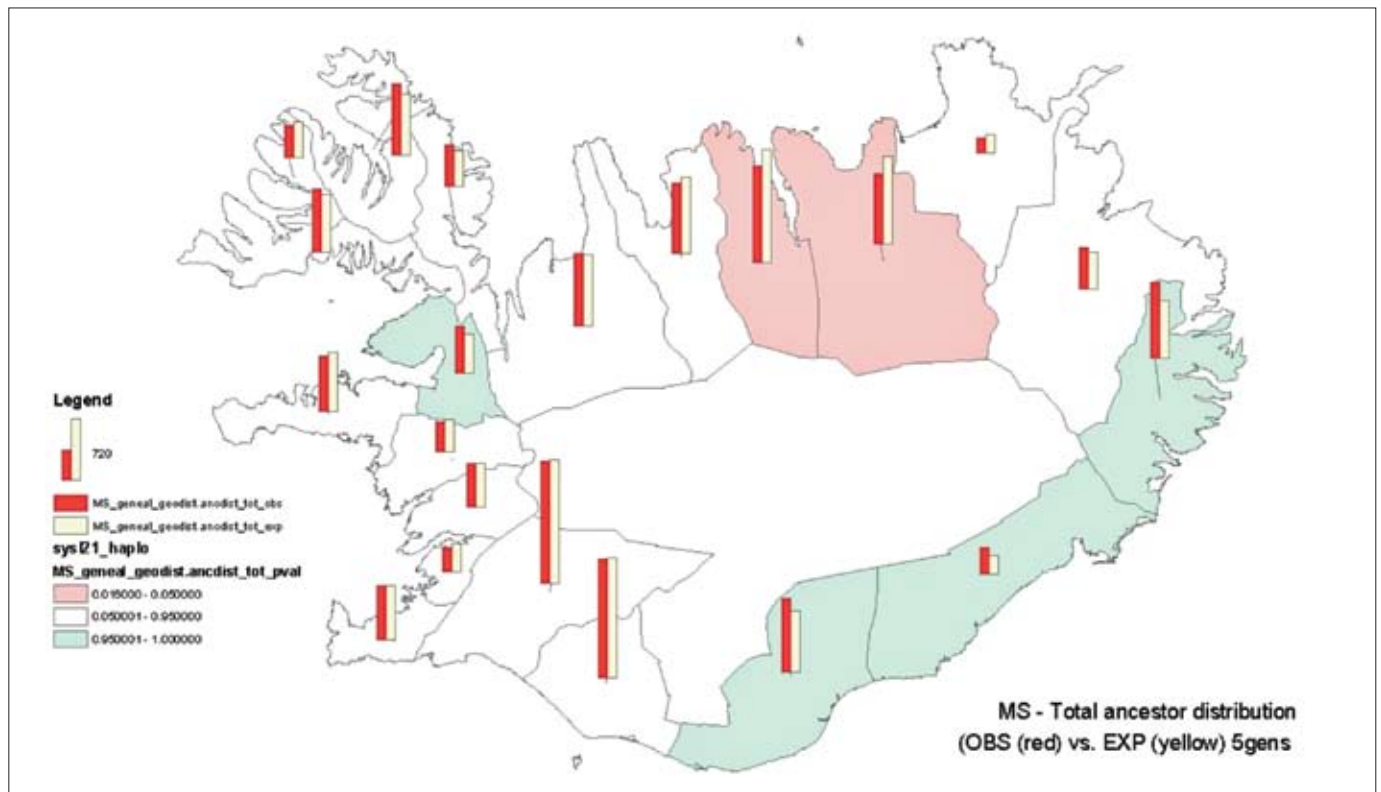 Legend
720
MS_geneal_geodist.ancdist_tot_obs
MS_geneal_geodist.ancdist_tot_exp
sysl21_haplo
MS_geneal_geodist.ancdist_tot_pval
0.015000 - 0.050000
0.050001 - 0.950000
0.950001 - 1.000000
MS - Total ancestor distribution
(OBS (red) vs. EXP (yellow) 5gens